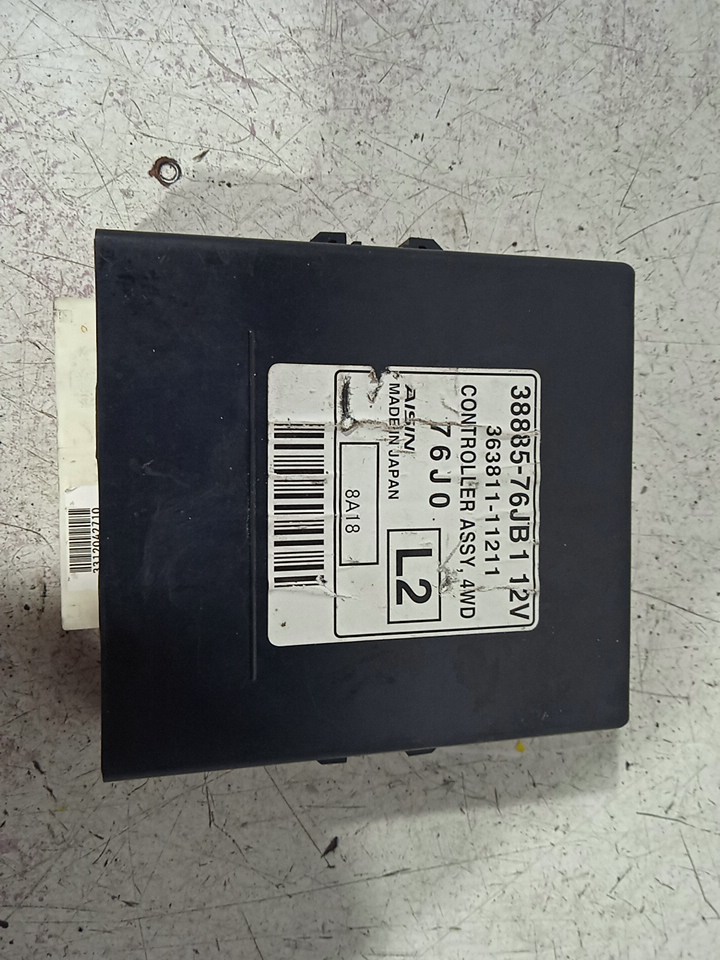 38885-76JB1 12V
363811-11211
CONTROLLER ASSY, 4WD
76J0
L2
AISIN
MADE IN JAPAN
8A18